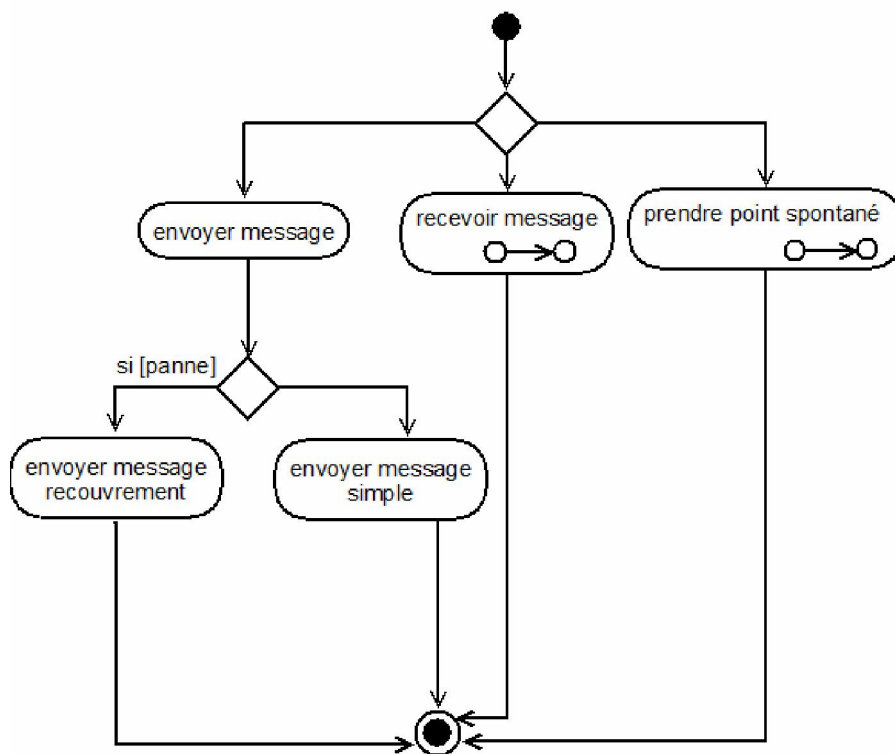 envoyer message
recevoir message
prendre point spontané
si [panne]
envoyer message
recouvrement
envoyer message
simple